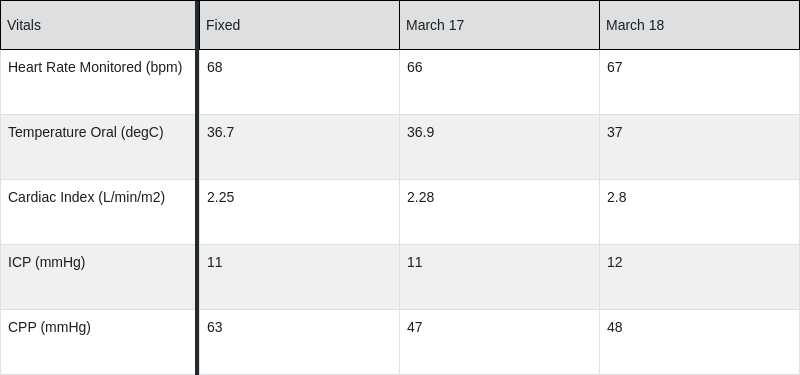 Vitals Fixed March 17 March 18
Heart Rate Monitored (bpm) 68 66 67
Temperature Oral (degC) 36.7 36.9 37
Cardiac Index (L/min/m2) 2.25 2.28 2.8
ICP (mmHg) 11 11 12
CPP (mmHg) 63 47 48